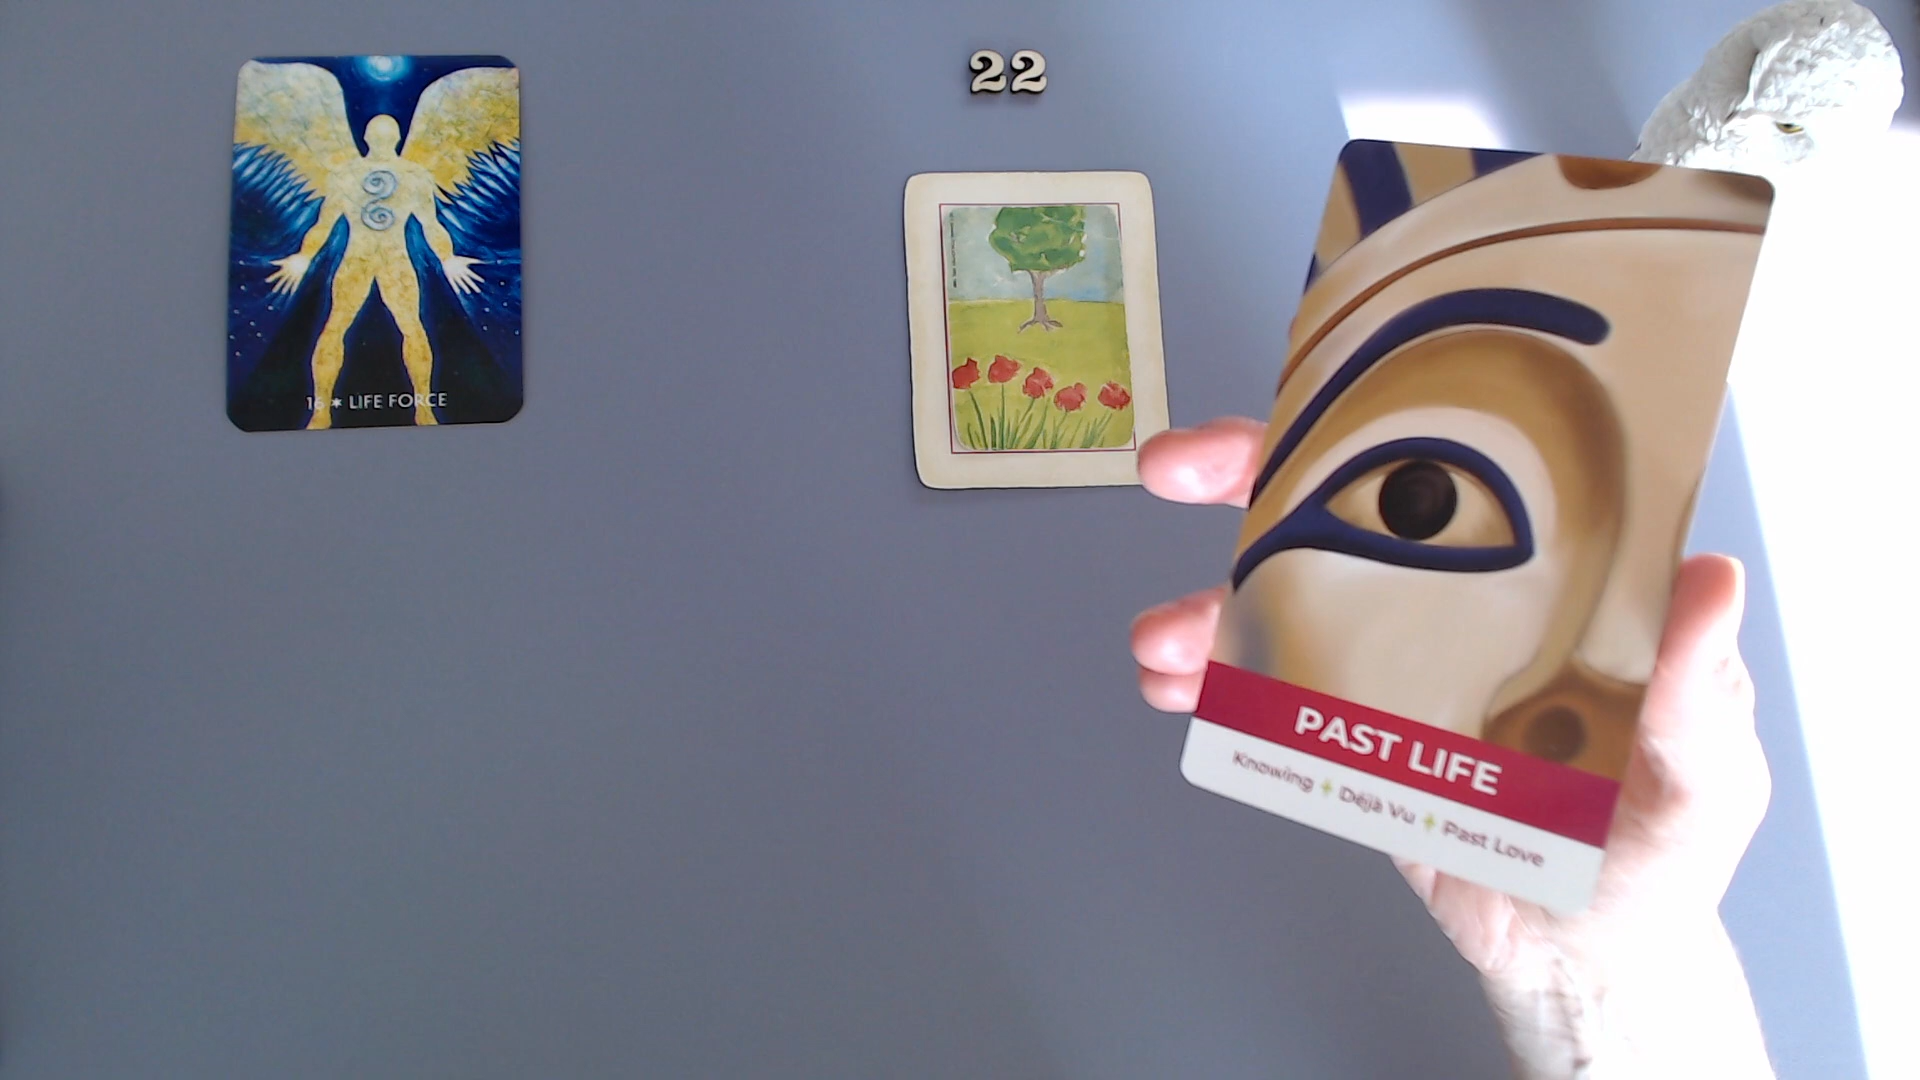 22
16 * LIFE FORCE
PAST LIFE
Knowing + Déjà Vu + Past Love